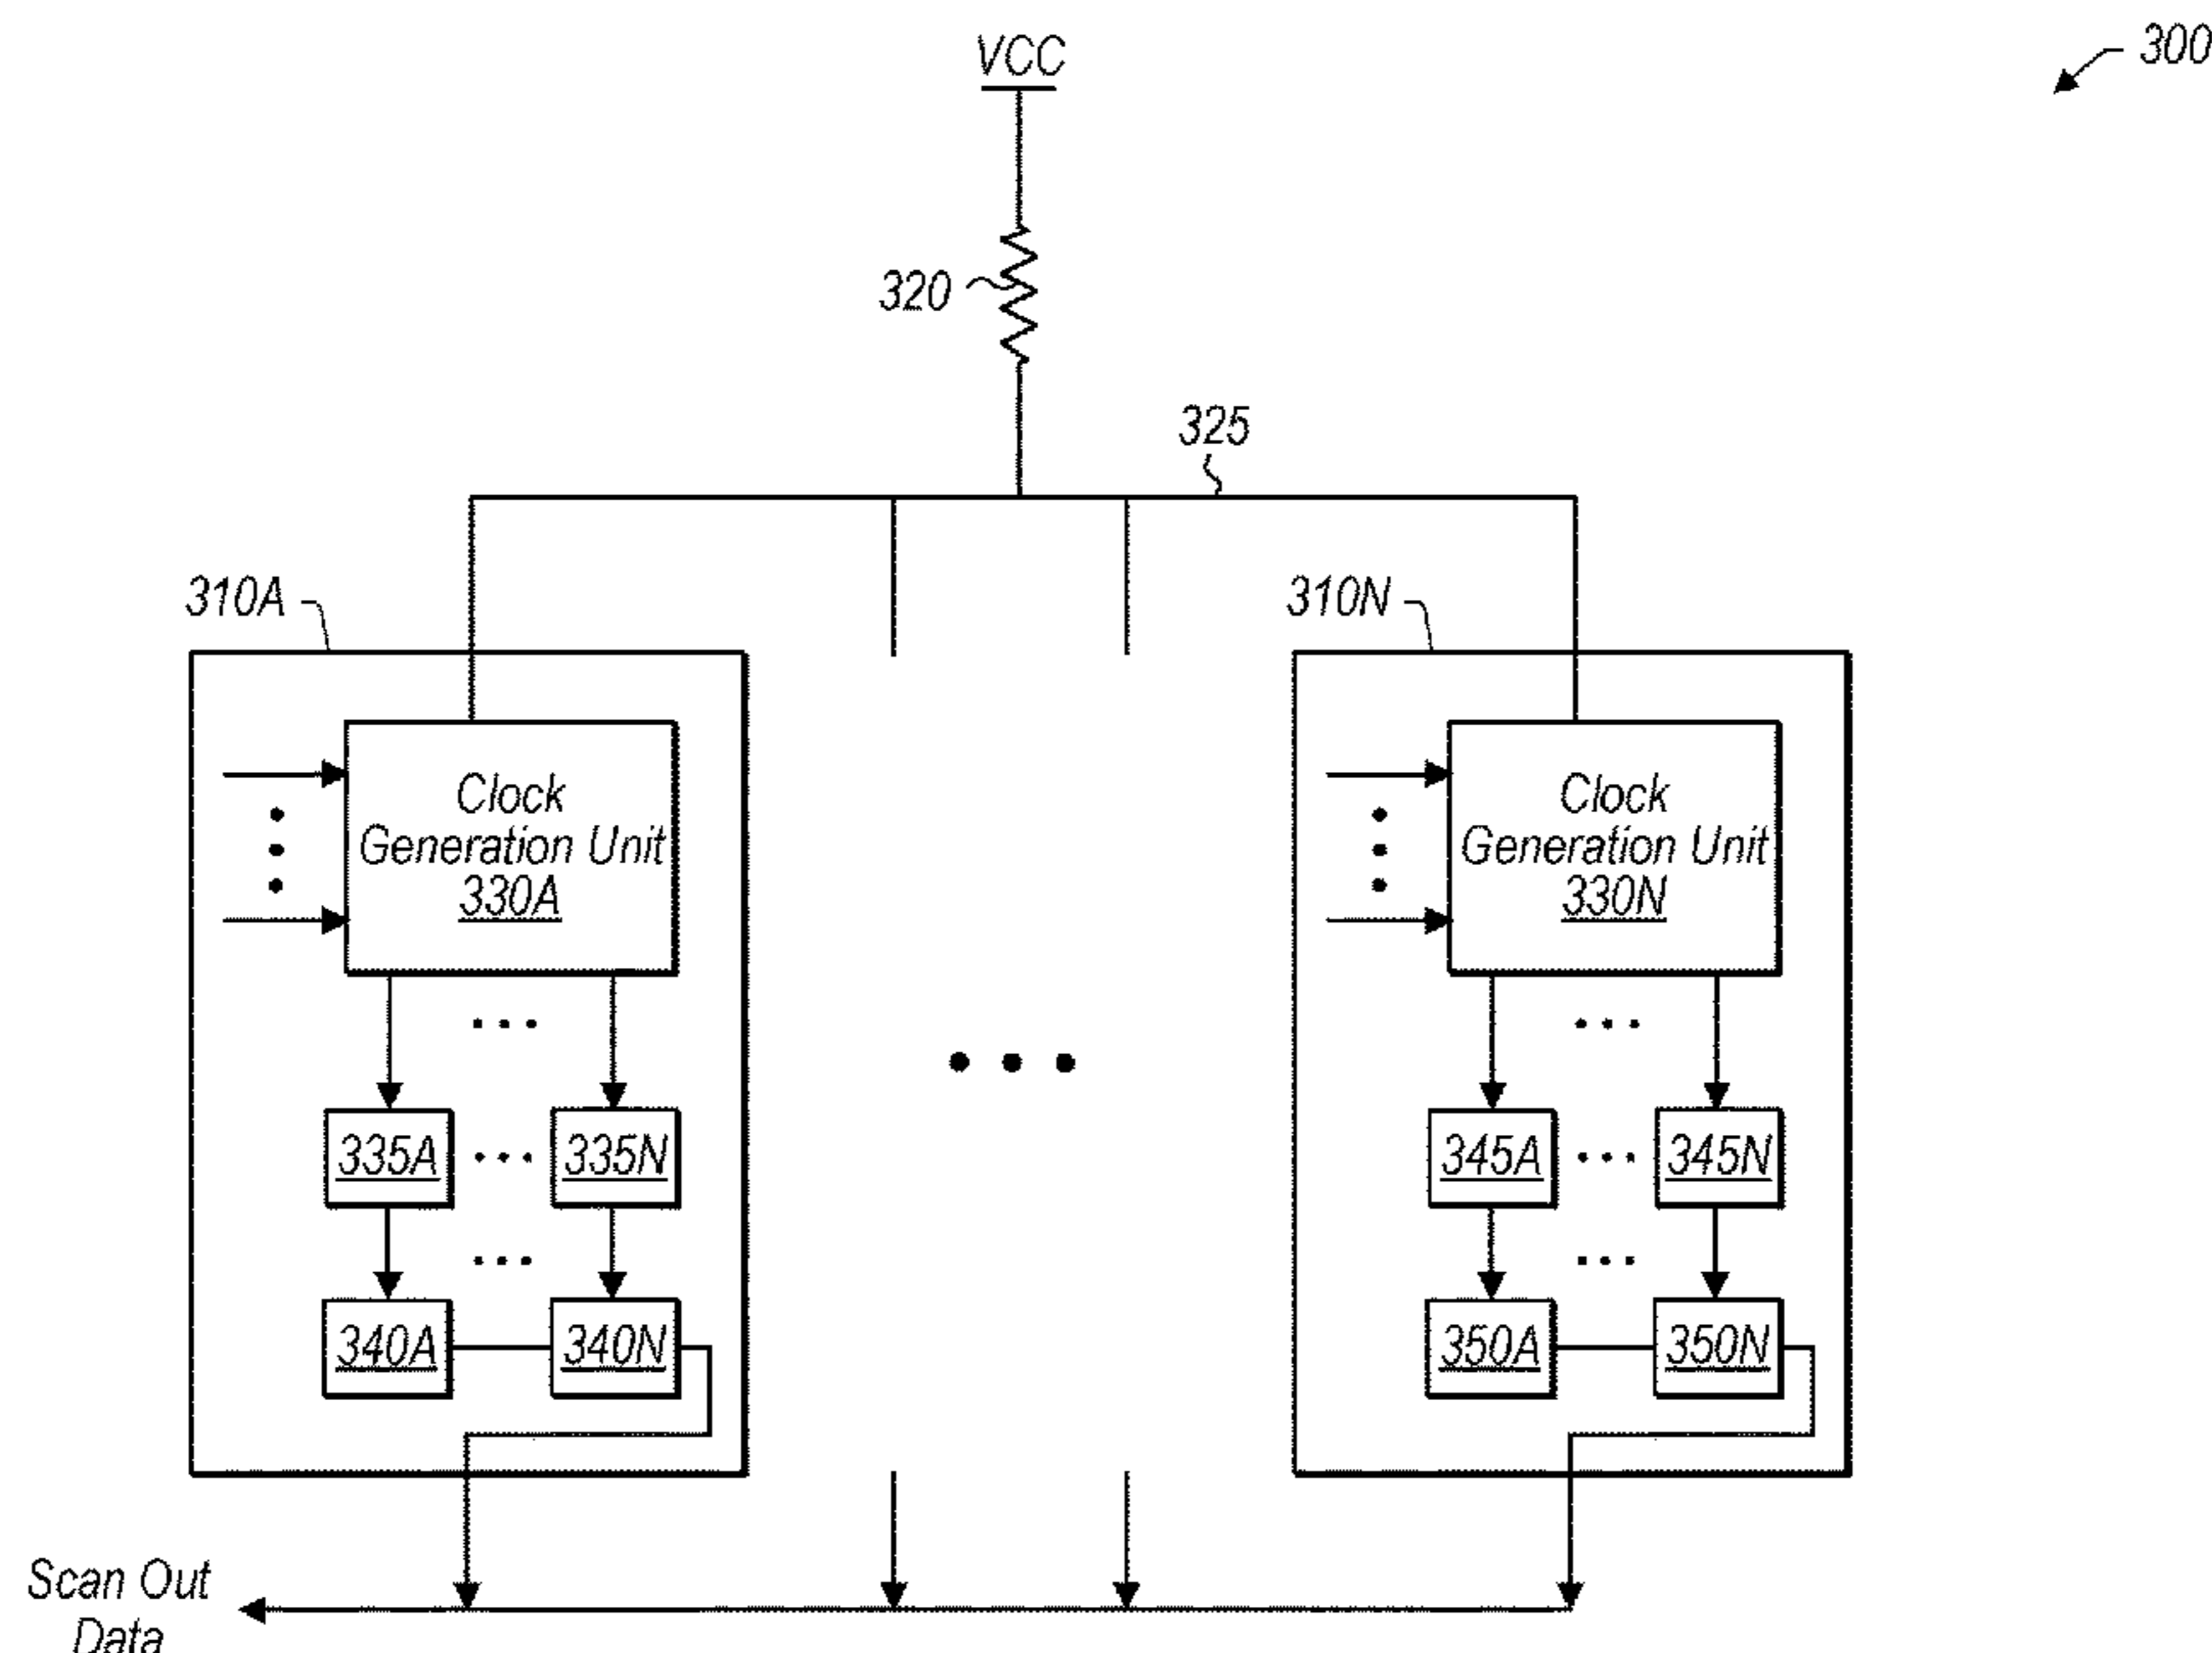 300
VCC
320
325
310A
310N
Clock
Generation Unit
330A
Clock
Generation Unit
330N
335A
335N
345A
345N
340A
340N
350A
350N
Scan Out
Data